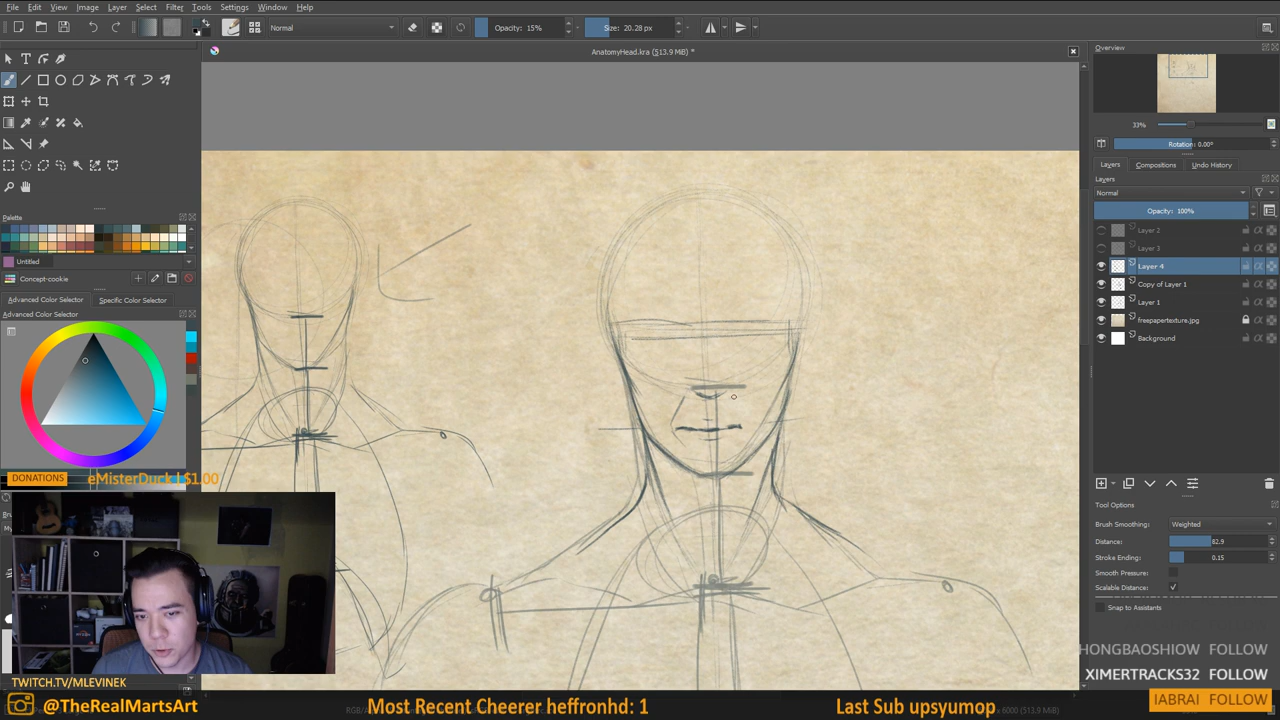 File Edit View Image Layer Select Filter Tools Settings Window Help
Normal
Opacity: 15%
Size: 20.28 px
AnatomyHead.kra (513.9 MiB) *
Overview
33%
Rotation: 0.00°
Layers Compositions Undo History
Layers
Normal
Opacity: 100%
Layer 2
Layer 3
Layer 4
Copy of Layer 1
Layer 1
freepapertexture.jpg
Background
Tool Options
Brush Smoothing: Weighted
Distance: 82.9
Stroke Ending: 0.15
Smooth Pressure:
Scalable Distance:
Snap to Assistants
Palette
Untitled
Concept-cookie
Advanced Color Selector Specific Color Selector
Advanced Color Selector
DONATIONS eMisterDuck | $1.00
TWITCH.TV/MLEVINEK
@TheRealMartsArt
Most Recent Cheerer heffronhd: 1
Last Sub upsyumop
HONGBAOSHOW FOLLOW
XIMERTRACKS32 FOLLOW
IABRAI FOLLOW